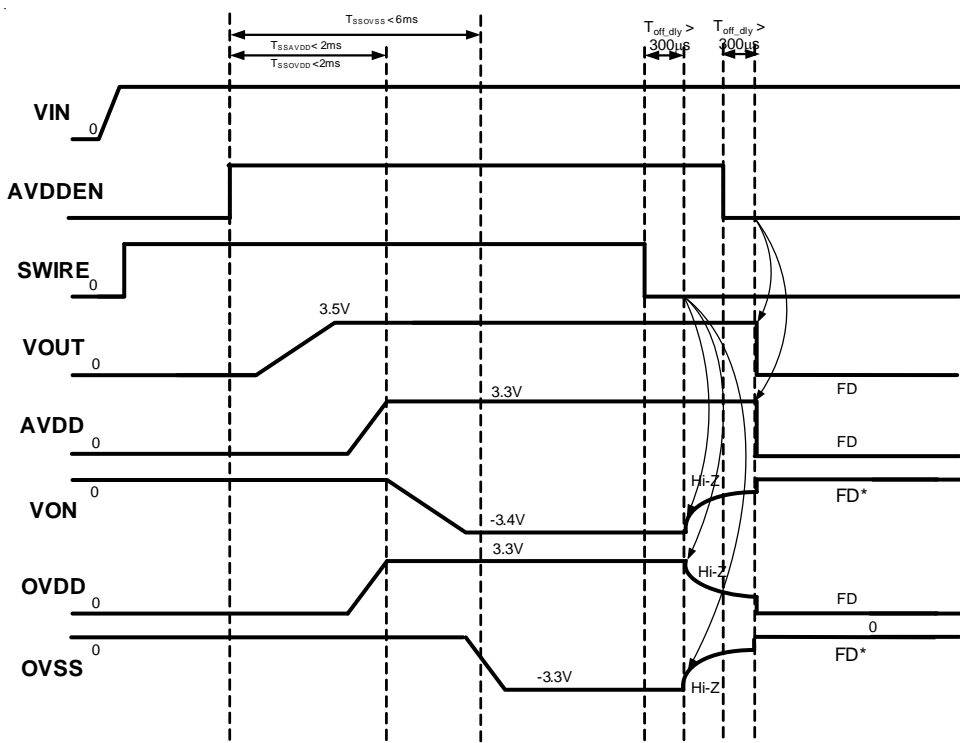 TSSOVSS<6ms
Toff_dly> Toff_dly>
300µs 300µs
TSSAVDD<2ms
TSSOVDD<2ms
VIN
0
AVDDEN
SWIRE
0
3.5V
VOUT
0
FD
3.3V
AVDD
0
FD
Hi-Z
VON
0
FD*
-3.4V
3.3V
Hi-Z
OVDD
0
FD
0
OVSS
0
FD*
-3.3V
Hi-Z